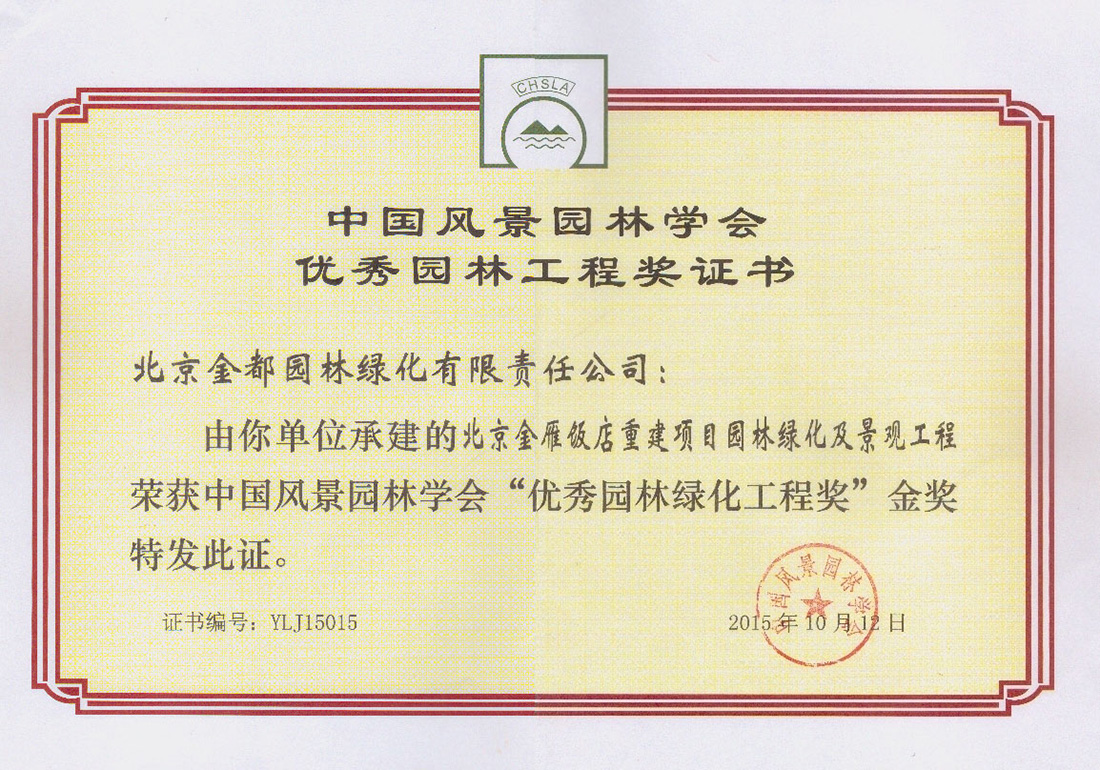 CHSLA
中国风景园林学会
优秀园林工程奖证书
北京金都园林绿化有限责任公司：
由你单位承建的北京金雁饭店重建项目园林绿化及景观工程
荣获中国风景园林学会“优秀园林绿化工程奖”金奖
特发此证。
中国风景园林学会
证书编号：YLJ15015
2015年10月12日